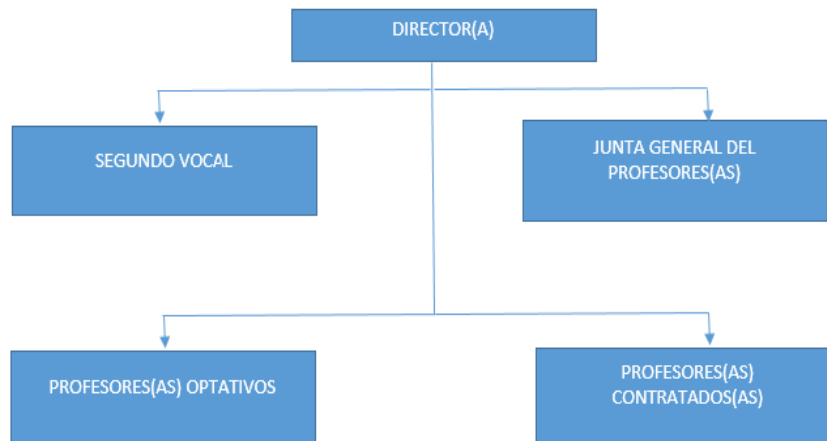 DIRECTOR(A)
SEGUNDO VOCAL
JUNTA GENERAL DEL
PROFESORES(AS)
PROFESORES(AS) OPTATIVOS
PROFESORES(AS)
CONTRATADOS(AS)